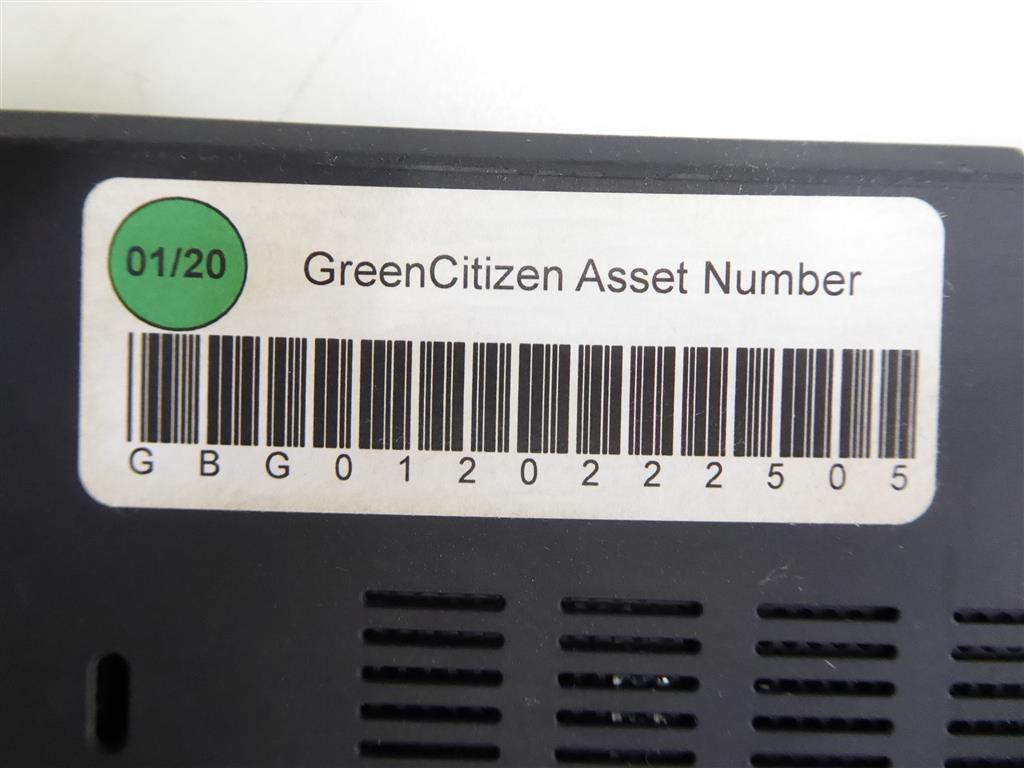 01/20
GreenCitizen Asset Number
G B G 0 1 2 0 2 2 2 5 0 5